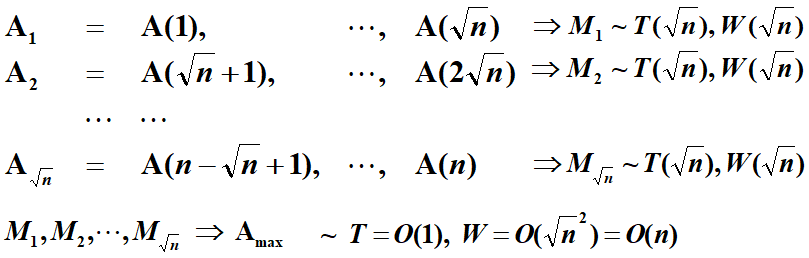 A₁ = A(1), ⋯, A(√n) ⇒ M₁ ~ T(√n), W(√n)
A₂ = A(√n + 1), ⋯, A(2√n) ⇒ M₂ ~ T(√n), W(√n)
⋯ ⋯
A_√n = A(n − √n + 1), ⋯, A(n) ⇒ M_√n ~ T(√n), W(√n)
M₁, M₂, ⋯, M_√n ⇒ A_max ~ T = O(1), W = O(√n²) = O(n)